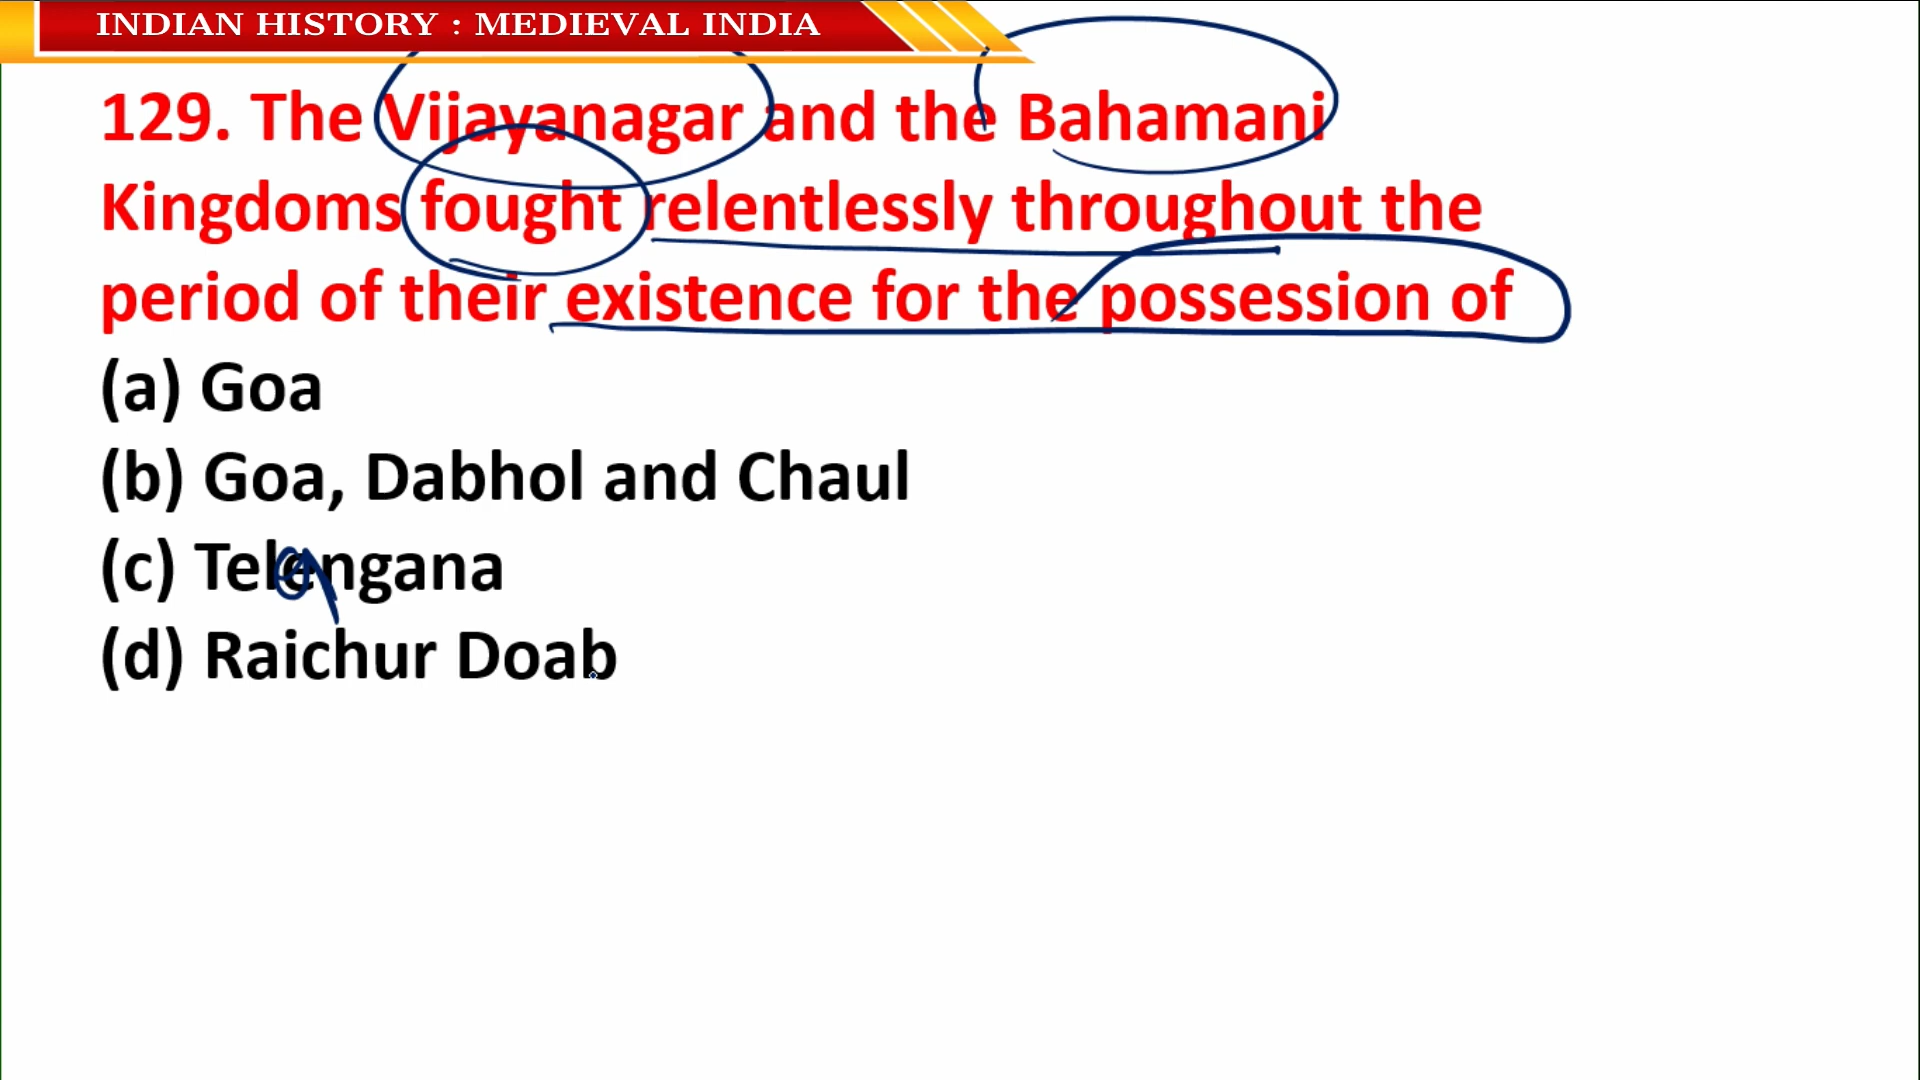 INDIAN HISTORY : MEDIEVAL INDIA
129. The Vijayanagar and the Bahamani
Kingdoms fought relentlessly throughout the
period of their existence for the possession of
(a) Goa
(b) Goa, Dabhol and Chaul
(c) Telengana
(d) Raichur Doab